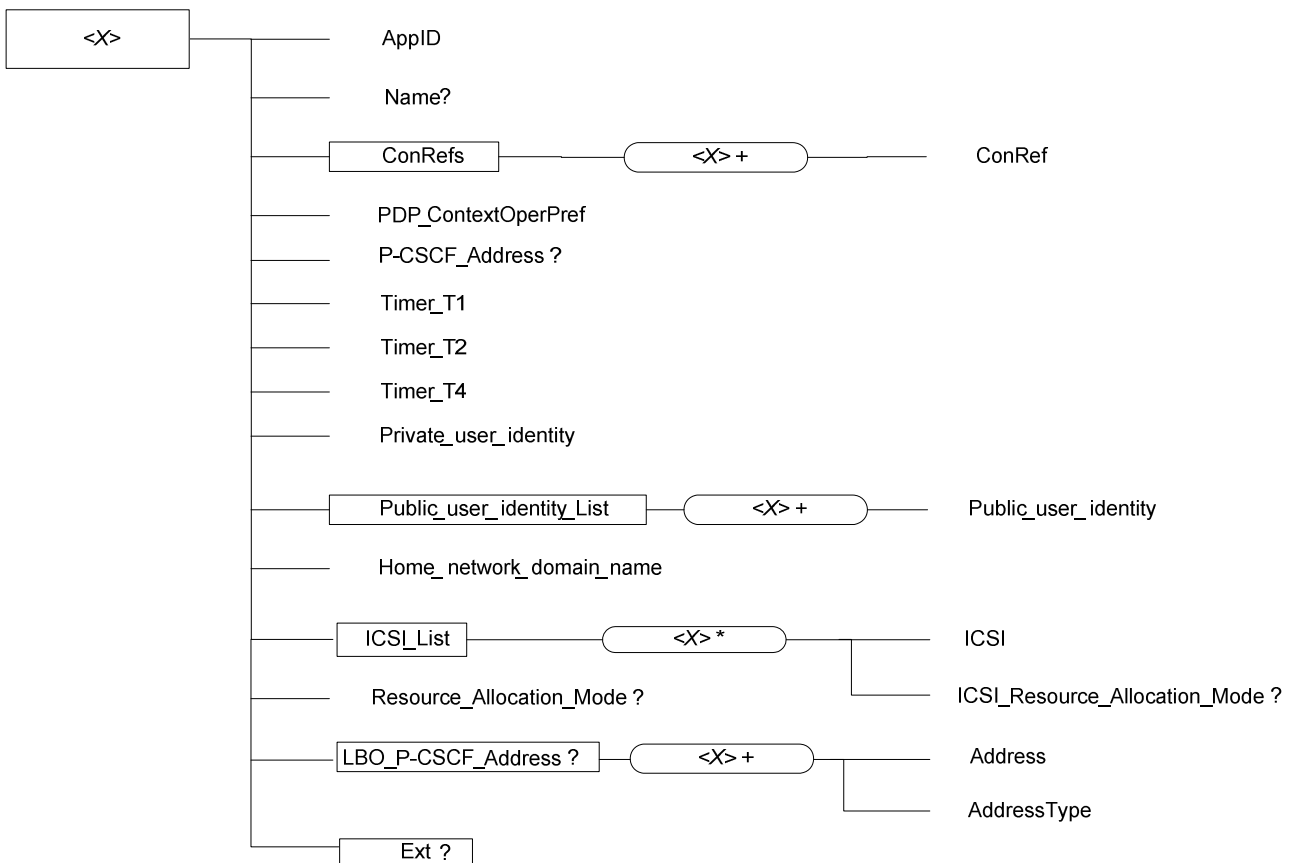 <X>
AppID
Name?
ConRefs <X> + ConRef
PDP_ContextOperPref
P-CSCF_Address ?
Timer_T1
Timer_T2
Timer_T4
Private_user_identity
Public_user_identity_List <X> + Public_user_identity
Home_network_domain_name
ICSI_List <X> * ICSI
Resource_Allocation_Mode ? ICSI_Resource_Allocation_Mode ?
LBO_P-CSCF_Address ? <X> + Address
AddressType
Ext ?